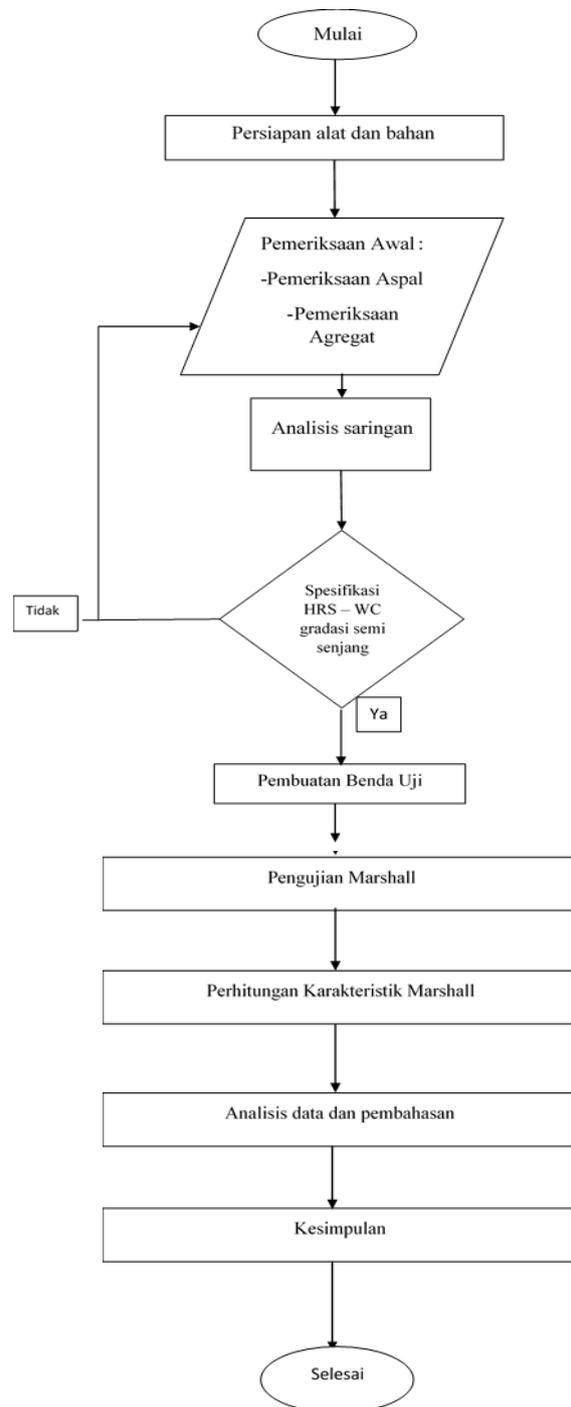 Mulai
Persiapan alat dan bahan
Pemeriksaan Awal :
-Pemeriksaan Aspal
-Pemeriksaan
Agregat
Analisis saringan
Spesifikasi
HRS – WC
gradasi semi
senjang
Tidak
Ya
Pembuatan Benda Uji
Pengujian Marshall
Perhitungan Karakteristik Marshall
Analisis data dan pembahasan
Kesimpulan
Selesai